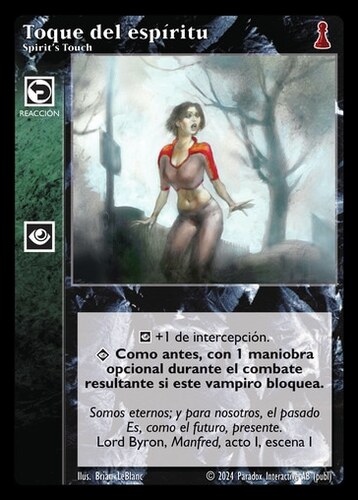 Toque del espíritu
Spirit's Touch
REACCIÓN
+1 de intercepción.
Como antes, con 1 maniobra
opcional durante el combate
resultante si este vampiro bloquea.
Somos eternos; y para nosotros, el pasado
Es, como el futuro, presente.
Lord Byron, Manfred, acto I, escena I
Ilus. Brian LeBlanc
© 2024 Paradox Interactive AB (publ)